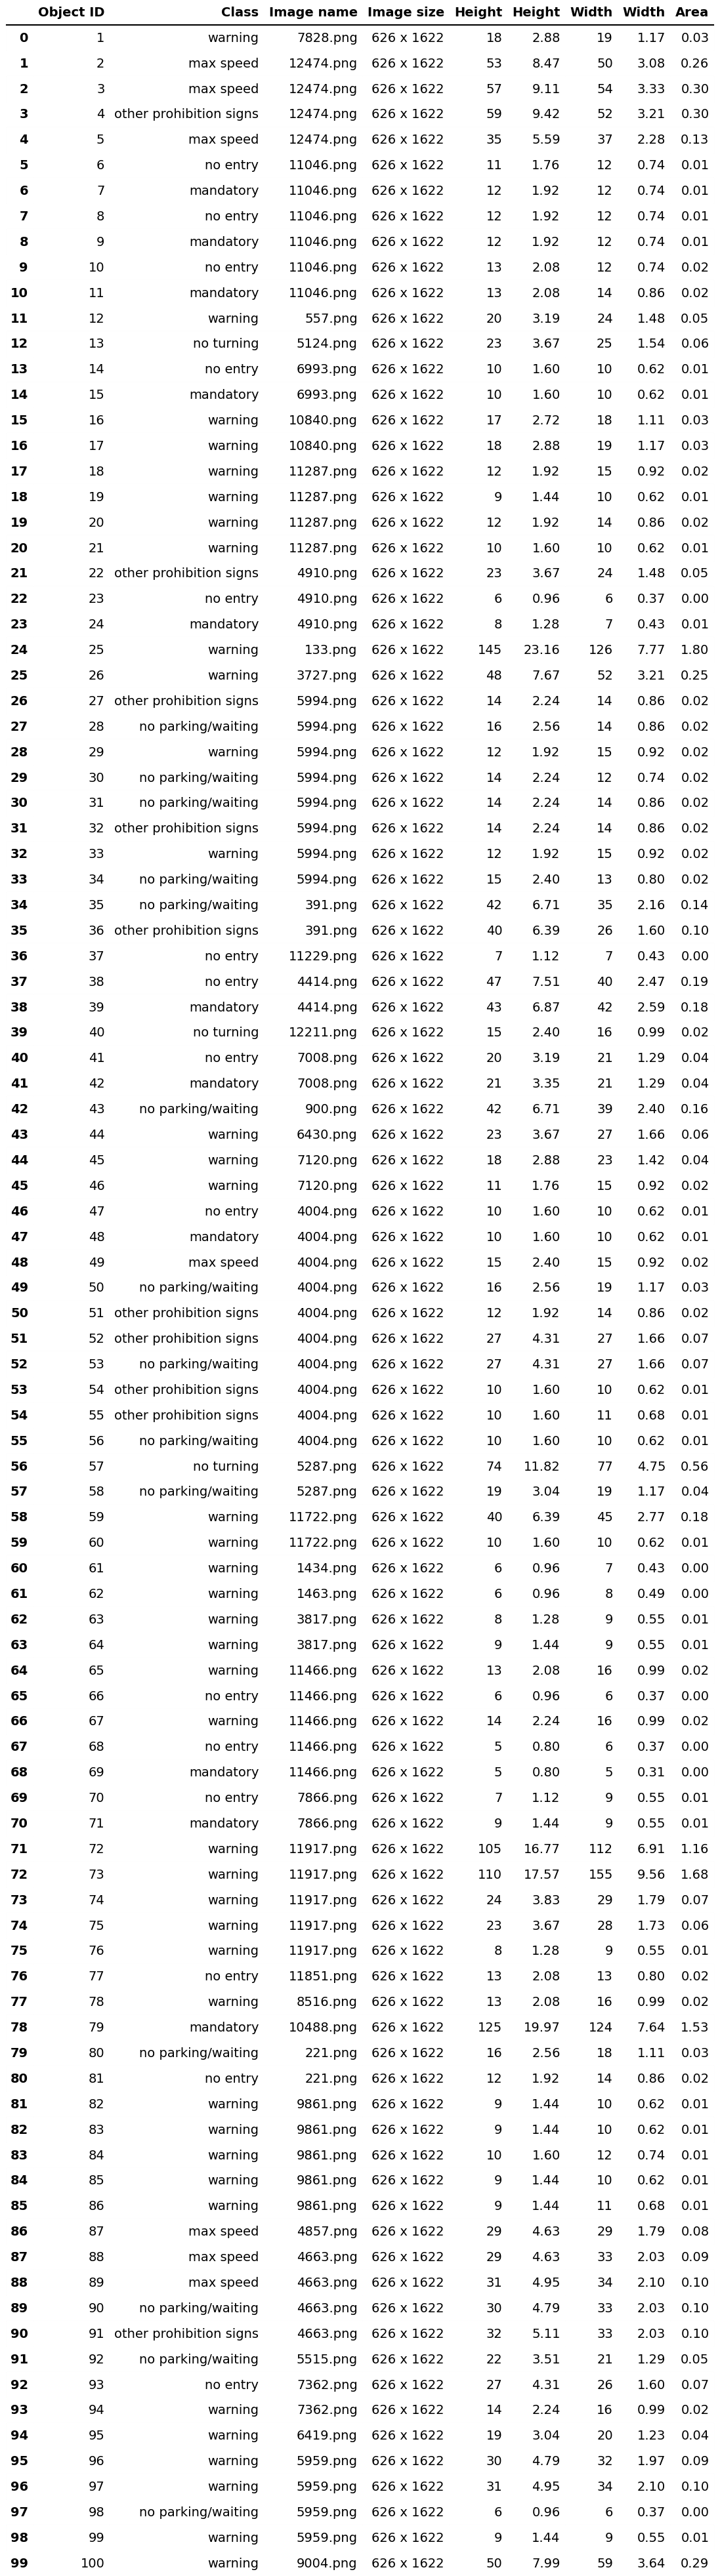 Object ID Class Image name Image size Height Height Width Width Area
0 1 warning 7828.png 626 x 1622 18 2.88 19 1.17 0.03
1 2 max speed 12474.png 626 x 1622 53 8.47 50 3.08 0.26
2 3 max speed 12474.png 626 x 1622 57 9.11 54 3.33 0.30
3 4 other prohibition signs 12474.png 626 x 1622 59 9.42 52 3.21 0.30
4 5 max speed 12474.png 626 x 1622 35 5.59 37 2.28 0.13
5 6 no entry 11046.png 626 x 1622 11 1.76 12 0.74 0.01
6 7 mandatory 11046.png 626 x 1622 12 1.92 12 0.74 0.01
7 8 no entry 11046.png 626 x 1622 12 1.92 12 0.74 0.01
8 9 mandatory 11046.png 626 x 1622 12 1.92 12 0.74 0.01
9 10 no entry 11046.png 626 x 1622 13 2.08 12 0.74 0.02
10 11 mandatory 11046.png 626 x 1622 13 2.08 14 0.86 0.02
11 12 warning 557.png 626 x 1622 20 3.19 24 1.48 0.05
12 13 no turning 5124.png 626 x 1622 23 3.67 25 1.54 0.06
13 14 no entry 6993.png 626 x 1622 10 1.60 10 0.62 0.01
14 15 mandatory 6993.png 626 x 1622 10 1.60 10 0.62 0.01
15 16 warning 10840.png 626 x 1622 17 2.72 18 1.11 0.03
16 17 warning 10840.png 626 x 1622 18 2.88 19 1.17 0.03
17 18 warning 11287.png 626 x 1622 12 1.92 15 0.92 0.02
18 19 warning 11287.png 626 x 1622 9 1.44 10 0.62 0.01
19 20 warning 11287.png 626 x 1622 12 1.92 14 0.86 0.02
20 21 warning 11287.png 626 x 1622 10 1.60 10 0.62 0.01
21 22 other prohibition signs 4910.png 626 x 1622 23 3.67 24 1.48 0.05
22 23 no entry 4910.png 626 x 1622 6 0.96 6 0.37 0.00
23 24 mandatory 4910.png 626 x 1622 8 1.28 7 0.43 0.01
24 25 warning 133.png 626 x 1622 145 23.16 126 7.77 1.80
25 26 warning 3727.png 626 x 1622 48 7.67 52 3.21 0.25
26 27 other prohibition signs 5994.png 626 x 1622 14 2.24 14 0.86 0.02
27 28 no parking/waiting 5994.png 626 x 1622 16 2.56 14 0.86 0.02
28 29 warning 5994.png 626 x 1622 12 1.92 15 0.92 0.02
29 30 no parking/waiting 5994.png 626 x 1622 14 2.24 12 0.74 0.02
30 31 no parking/waiting 5994.png 626 x 1622 14 2.24 14 0.86 0.02
31 32 other prohibition signs 5994.png 626 x 1622 14 2.24 14 0.86 0.02
32 33 warning 5994.png 626 x 1622 12 1.92 15 0.92 0.02
33 34 no parking/waiting 5994.png 626 x 1622 15 2.40 13 0.80 0.02
34 35 no parking/waiting 391.png 626 x 1622 42 6.71 35 2.16 0.14
35 36 other prohibition signs 391.png 626 x 1622 40 6.39 26 1.60 0.10
36 37 no entry 11229.png 626 x 1622 7 1.12 7 0.43 0.00
37 38 no entry 4414.png 626 x 1622 47 7.51 40 2.47 0.19
38 39 mandatory 4414.png 626 x 1622 43 6.87 42 2.59 0.18
39 40 no turning 12211.png 626 x 1622 15 2.40 16 0.99 0.02
40 41 no entry 7008.png 626 x 1622 20 3.19 21 1.29 0.04
41 42 mandatory 7008.png 626 x 1622 21 3.35 21 1.29 0.04
42 43 no parking/waiting 900.png 626 x 1622 42 6.71 39 2.40 0.16
43 44 warning 6430.png 626 x 1622 23 3.67 27 1.66 0.06
44 45 warning 7120.png 626 x 1622 18 2.88 23 1.42 0.04
45 46 warning 7120.png 626 x 1622 11 1.76 15 0.92 0.02
46 47 no entry 4004.png 626 x 1622 10 1.60 10 0.62 0.01
47 48 mandatory 4004.png 626 x 1622 10 1.60 10 0.62 0.01
48 49 max speed 4004.png 626 x 1622 15 2.40 15 0.92 0.02
49 50 no parking/waiting 4004.png 626 x 1622 16 2.56 19 1.17 0.03
50 51 other prohibition signs 4004.png 626 x 1622 12 1.92 14 0.86 0.02
51 52 other prohibition signs 4004.png 626 x 1622 27 4.31 27 1.66 0.07
52 53 no parking/waiting 4004.png 626 x 1622 27 4.31 27 1.66 0.07
53 54 other prohibition signs 4004.png 626 x 1622 10 1.60 10 0.62 0.01
54 55 other prohibition signs 4004.png 626 x 1622 10 1.60 11 0.68 0.01
55 56 no parking/waiting 4004.png 626 x 1622 10 1.60 10 0.62 0.01
56 57 no turning 5287.png 626 x 1622 74 11.82 77 4.75 0.56
57 58 no parking/waiting 5287.png 626 x 1622 19 3.04 19 1.17 0.04
58 59 warning 11722.png 626 x 1622 40 6.39 45 2.77 0.18
59 60 warning 11722.png 626 x 1622 10 1.60 10 0.62 0.01
60 61 warning 1434.png 626 x 1622 6 0.96 7 0.43 0.00
61 62 warning 1463.png 626 x 1622 6 0.96 8 0.49 0.00
62 63 warning 3817.png 626 x 1622 8 1.28 9 0.55 0.01
63 64 warning 3817.png 626 x 1622 9 1.44 9 0.55 0.01
64 65 warning 11466.png 626 x 1622 13 2.08 16 0.99 0.02
65 66 no entry 11466.png 626 x 1622 6 0.96 6 0.37 0.00
66 67 warning 11466.png 626 x 1622 14 2.24 16 0.99 0.02
67 68 no entry 11466.png 626 x 1622 5 0.80 6 0.37 0.00
68 69 mandatory 11466.png 626 x 1622 5 0.80 5 0.31 0.00
69 70 no entry 7866.png 626 x 1622 7 1.12 9 0.55 0.01
70 71 mandatory 7866.png 626 x 1622 9 1.44 9 0.55 0.01
71 72 warning 11917.png 626 x 1622 105 16.77 112 6.91 1.16
72 73 warning 11917.png 626 x 1622 110 17.57 155 9.56 1.68
73 74 warning 11917.png 626 x 1622 24 3.83 29 1.79 0.07
74 75 warning 11917.png 626 x 1622 23 3.67 28 1.73 0.06
75 76 warning 11917.png 626 x 1622 8 1.28 9 0.55 0.01
76 77 no entry 11851.png 626 x 1622 13 2.08 13 0.80 0.02
77 78 warning 8516.png 626 x 1622 13 2.08 16 0.99 0.02
78 79 mandatory 10488.png 626 x 1622 125 19.97 124 7.64 1.53
79 80 no parking/waiting 221.png 626 x 1622 16 2.56 18 1.11 0.03
80 81 no entry 221.png 626 x 1622 12 1.92 14 0.86 0.02
81 82 warning 9861.png 626 x 1622 9 1.44 10 0.62 0.01
82 83 warning 9861.png 626 x 1622 9 1.44 10 0.62 0.01
83 84 warning 9861.png 626 x 1622 10 1.60 12 0.74 0.01
84 85 warning 9861.png 626 x 1622 9 1.44 10 0.62 0.01
85 86 warning 9861.png 626 x 1622 9 1.44 11 0.68 0.01
86 87 max speed 4857.png 626 x 1622 29 4.63 29 1.79 0.08
87 88 max speed 4663.png 626 x 1622 29 4.63 33 2.03 0.09
88 89 max speed 4663.png 626 x 1622 31 4.95 34 2.10 0.10
89 90 no parking/waiting 4663.png 626 x 1622 30 4.79 33 2.03 0.10
90 91 other prohibition signs 4663.png 626 x 1622 32 5.11 33 2.03 0.10
91 92 no parking/waiting 5515.png 626 x 1622 22 3.51 21 1.29 0.05
92 93 no entry 7362.png 626 x 1622 27 4.31 26 1.60 0.07
93 94 warning 7362.png 626 x 1622 14 2.24 16 0.99 0.02
94 95 warning 6419.png 626 x 1622 19 3.04 20 1.23 0.04
95 96 warning 5959.png 626 x 1622 30 4.79 32 1.97 0.09
96 97 warning 5959.png 626 x 1622 31 4.95 34 2.10 0.10
97 98 no parking/waiting 5959.png 626 x 1622 6 0.96 6 0.37 0.00
98 99 warning 5959.png 626 x 1622 9 1.44 9 0.55 0.01
99 100 warning 9004.png 626 x 1622 50 7.99 59 3.64 0.29